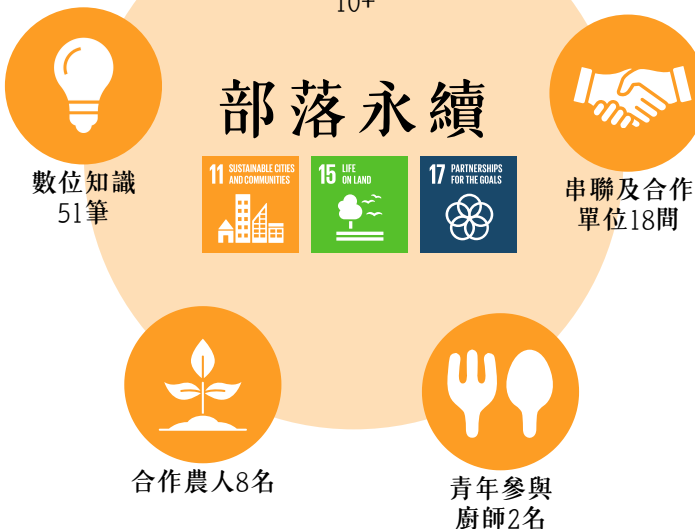 10+
部落永續
11 SUSTAINABLE CITIES
AND COMMUNITIES
15 LIFE
ON LAND
17 PARTNERSHIPS
FOR THE GOALS
數位知識
51筆
串聯及合作
單位18間
合作農人8名
青年參與
廚師2名